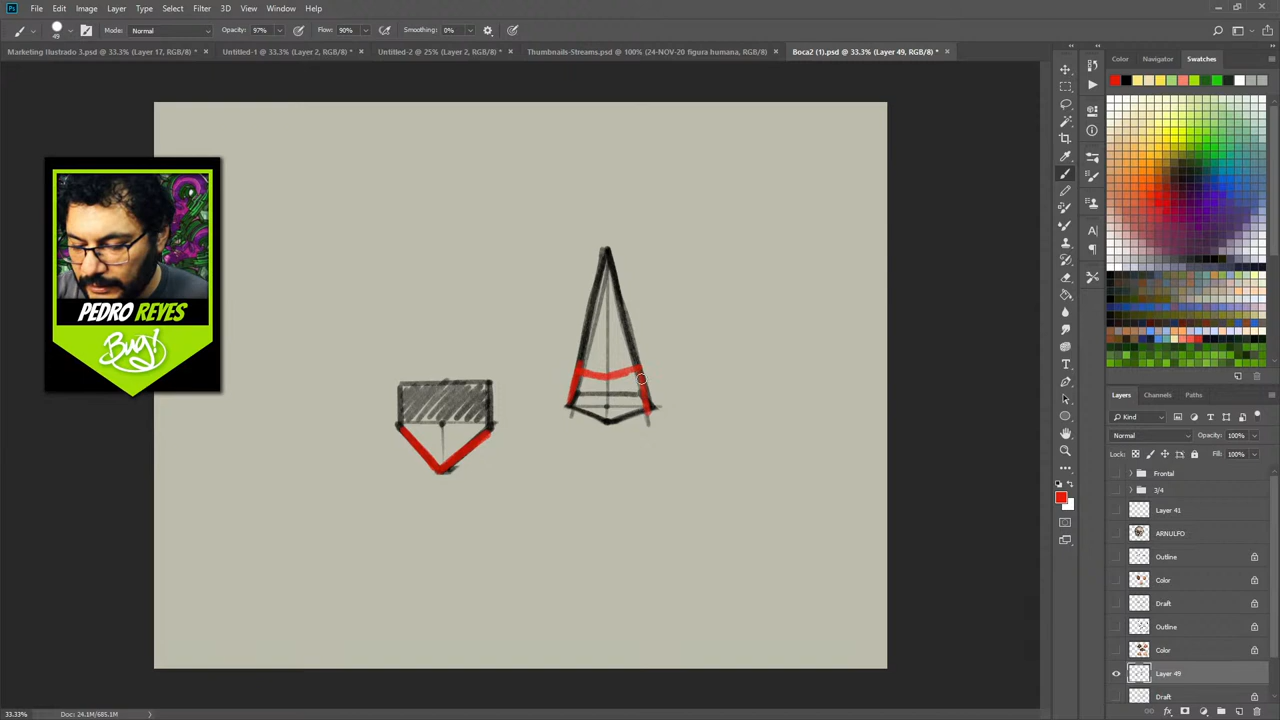 Ps File Edit Image Layer Type Select Filter 3D View Window Help
49 Mode: Normal Opacity: 97% Flow: 90% Smoothing: 0%
Marketing Ilustrado 3.psd @ 33.3% (Layer 17, RGB/8) * × Untitled-1 @ 33.3% (Layer 2, RGB/8) * × Untitled-2 @ 25% (Layer 2, RGB/8) * × Thumbnails-Streams.psd @ 100% (24-NOV-20 figura humana, RGB/8) × Boca2 (1).psd @ 33.3% (Layer 49, RGB/8) * ×
Color Navigator Swatches
PEDRO REYES
Bug!
Layers Channels Paths
Kind
Normal Opacity: 100%
Lock: Fill: 100%
Frontal
3/4
Layer 41
ARNULFO
Outline
Color
Draft
Outline
Color
Layer 49
Draft
33.33% Doc: 24.1M/685.1M